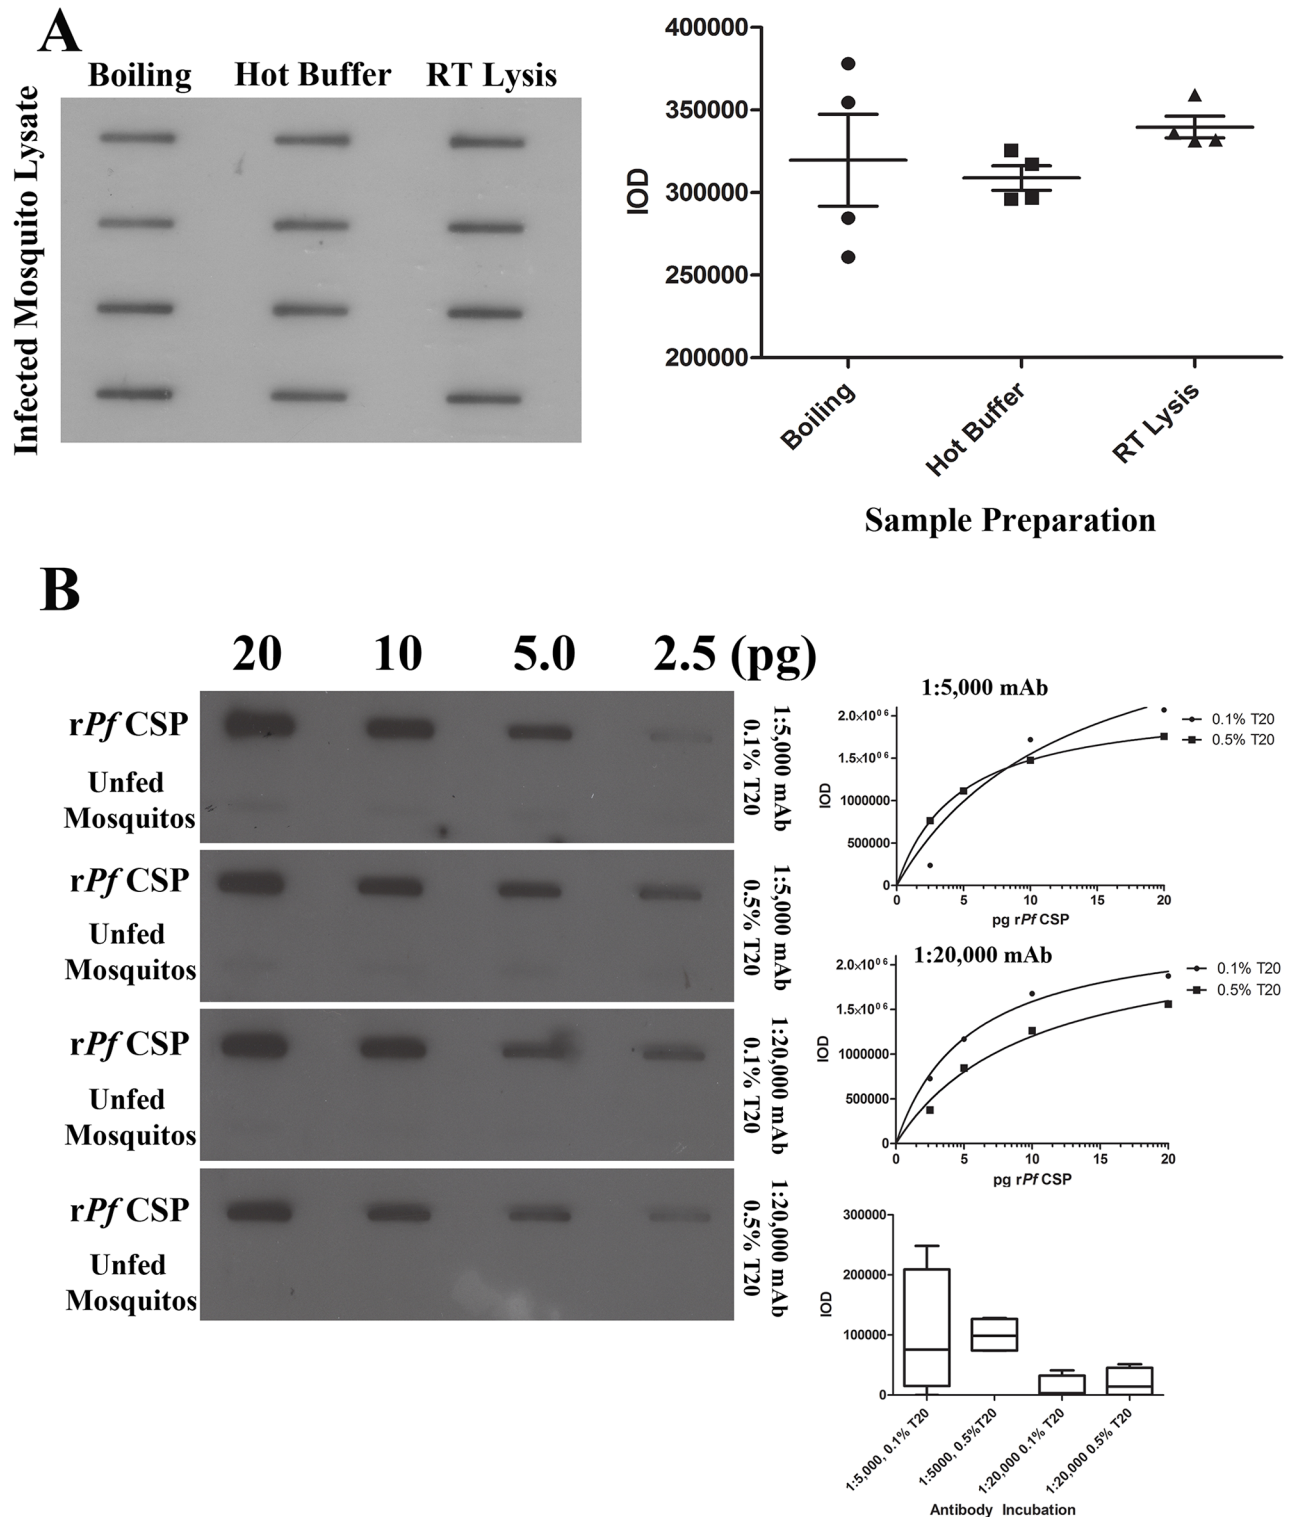 A
Boiling Hot Buffer RT Lysis
Infected Mosquito Lysate
400000
350000
300000
250000
200000
IOD
Boiling
Hot Buffer
RT Lysis
Sample Preparation
B
20 10 5.0 2.5 (pg)
rPf CSP
Unfed
Mosquitos
1:5,000 mAb
0.1% T20
rPf CSP
Unfed
Mosquitos
1:5,000 mAb
0.5% T20
rPf CSP
Unfed
Mosquitos
1:20,000 mAb
0.1% T20
rPf CSP
Unfed
Mosquitos
1:20,000 mAb
0.5% T20
1:5,000 mAb
2.0×10⁰⁶
1.5×10⁰⁶
1000000
500000
0
IOD
0 5 10 15 20
pg rPf CSP
0.1% T20
0.5% T20
1:20,000 mAb
2.0×10⁰⁶
1.5×10⁰⁶
1000000
500000
0
IOD
0 5 10 15 20
pg rPf CSP
0.1% T20
0.5% T20
300000
200000
100000
0
IOD
1:5,000, 0.1% T20
1:5000, 0.5%T20
1:20,000 0.1% T20
1:20,000 0.5% T20
Antibody Incubation